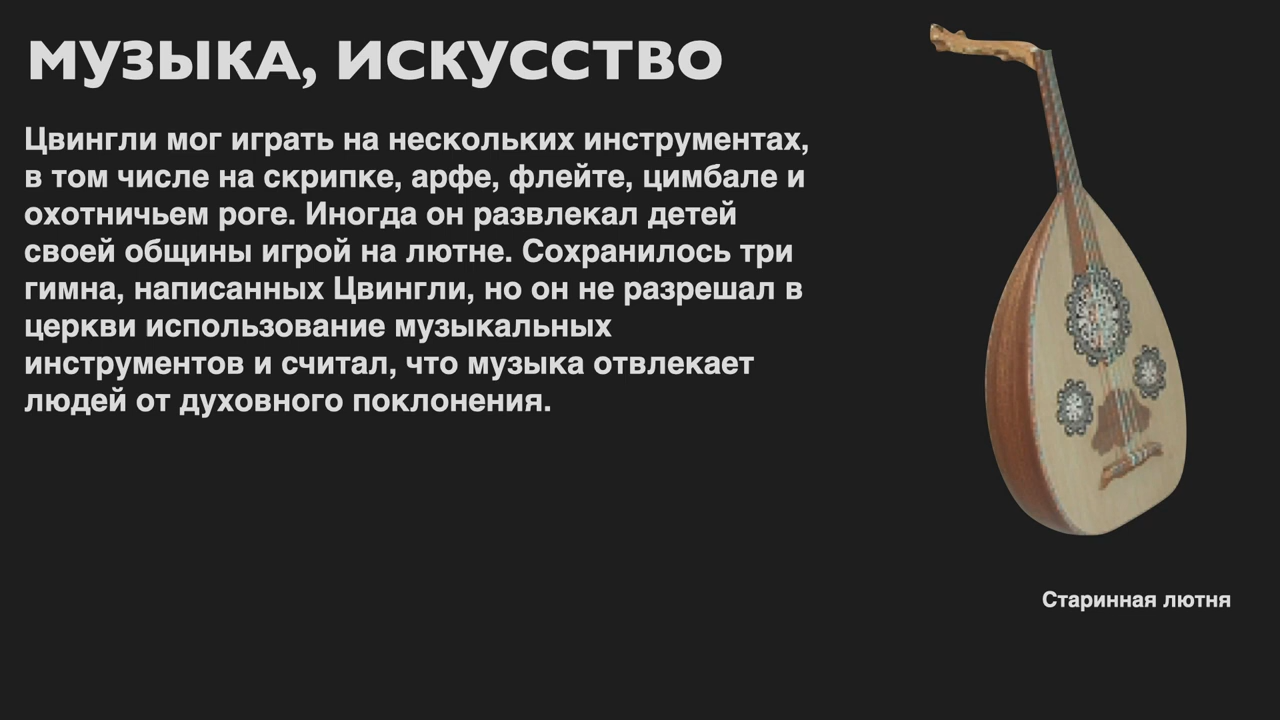 МУЗЫКА, ИСКУССТВО
Цвингли мог играть на нескольких инструментах,
в том числе на скрипке, арфе, флейте, цимбале и
охотничьем роге. Иногда он развлекал детей
своей общины игрой на лютне. Сохранилось три
гимна, написанных Цвингли, но он не разрешал в
церкви использование музыкальных
инструментов и считал, что музыка отвлекает
людей от духовного поклонения.
Старинная лютня